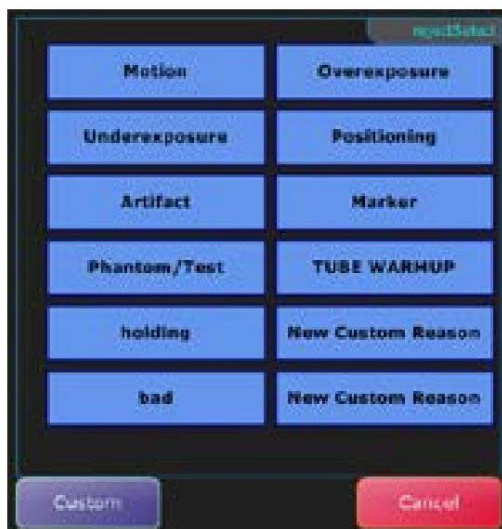 Motion
Overexposure
Underexposure
Positioning
Artifact
Marker
Phantom/Test
TUBE WARHUP
holding
New Custom Reason
bad
New Custom Reason
Custom
Cancel